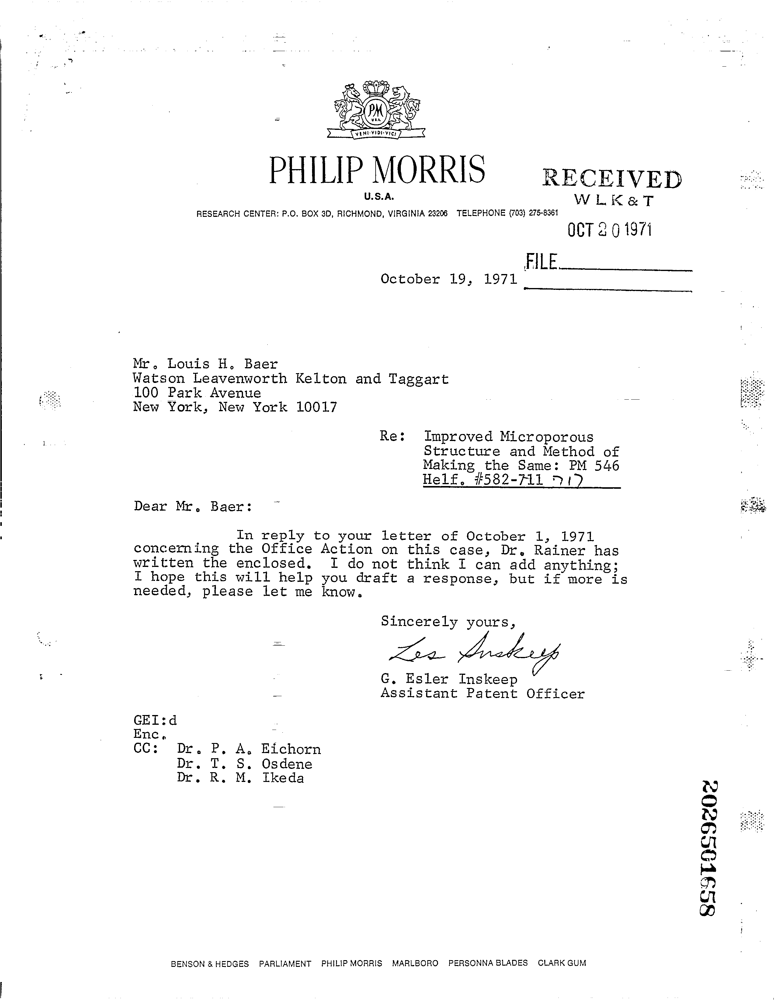 PM
U.S.A.
VENI·VIDI·VICI
PHILIP MORRIS
U.S.A.
RESEARCH CENTER: P.O. BOX 3D, RICHMOND, VIRGINIA 23206 TELEPHONE (703) 275-8361
RECEIVED
W L K & T
OCT 20 1971
FILE
October 19, 1971
Mr. Louis H. Baer
Watson Leavenworth Kelton and Taggart
100 Park Avenue
New York, New York 10017
Re: Improved Microporous
Structure and Method of
Making the Same: PM 546
Helf. #582-711 717
Dear Mr. Baer:
In reply to your letter of October 1, 1971
concerning the Office Action on this case, Dr. Rainer has
written the enclosed. I do not think I can add anything;
I hope this will help you draft a response, but if more is
needed, please let me know.
Sincerely yours,
Les Inskeep
G. Esler Inskeep
Assistant Patent Officer
GEI:d
Enc.
CC: Dr. P. A. Eichorn
Dr. T. S. Osdene
Dr. R. M. Ikeda
2026501658
BENSON & HEDGES PARLIAMENT PHILIP MORRIS MARLBORO PERSONNA BLADES CLARK GUM